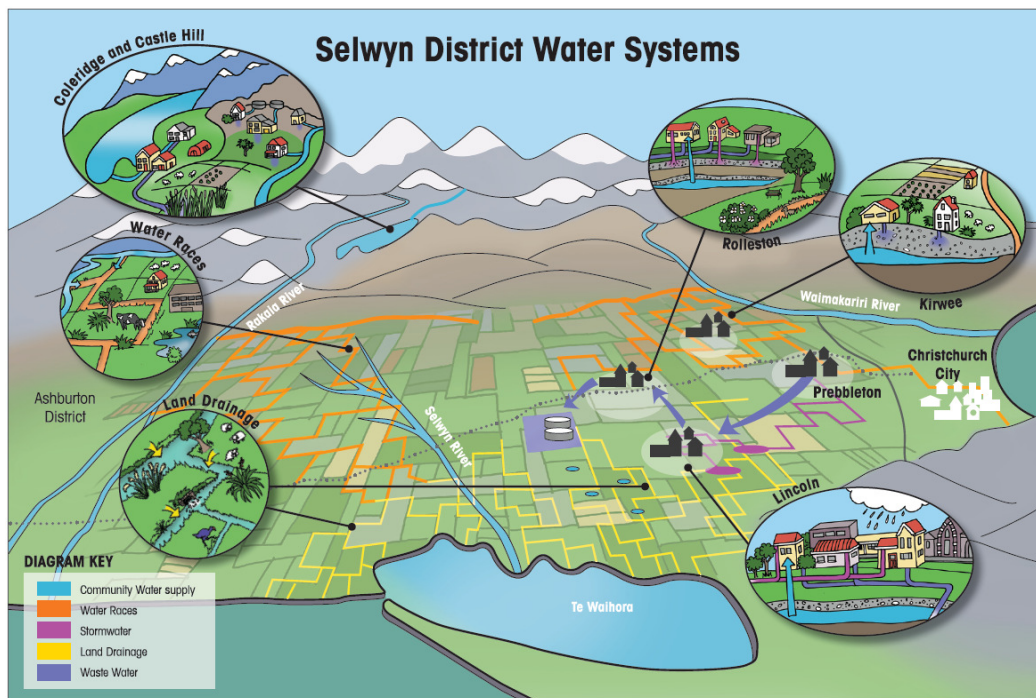 Selwyn District Water Systems
Coleridge and Castle Hill
Rolleston
Kirwee
Water Races
Rakaia River
Waimakariri River
Christchurch
City
Prebbleton
Ashburton
District
Land Drainage
Selwyn River
Lincoln
Te Waihora
DIAGRAM KEY
Community Water supply
Water Races
Stormwater
Land Drainage
Waste Water